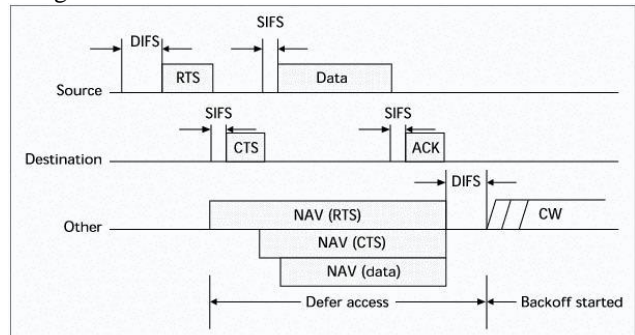 SIFS
DIFS
RTS
Data
Source
SIFS
SIFS
CTS
ACK
Destination
DIFS
NAV (RTS)
CW
Other
NAV (CTS)
NAV (data)
Defer access
Backoff started